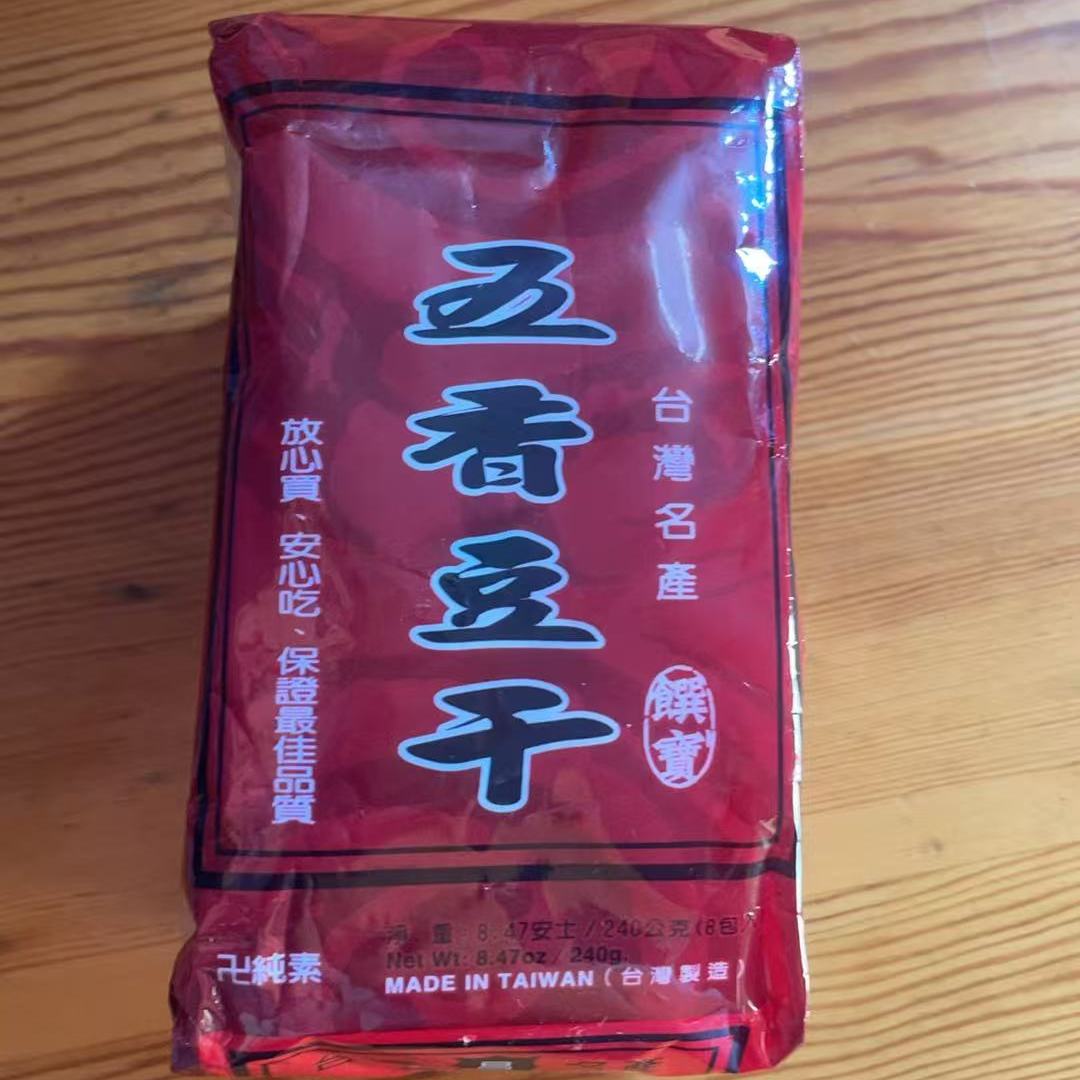 五香豆干
台灣名產
饌寶
放心買、安心吃、保證最佳品質
淨重:8.47安士/240公克(8包入
Net Wt: 8.47oz / 240g.
卍純素
MADE IN TAIWAN(台灣製造)